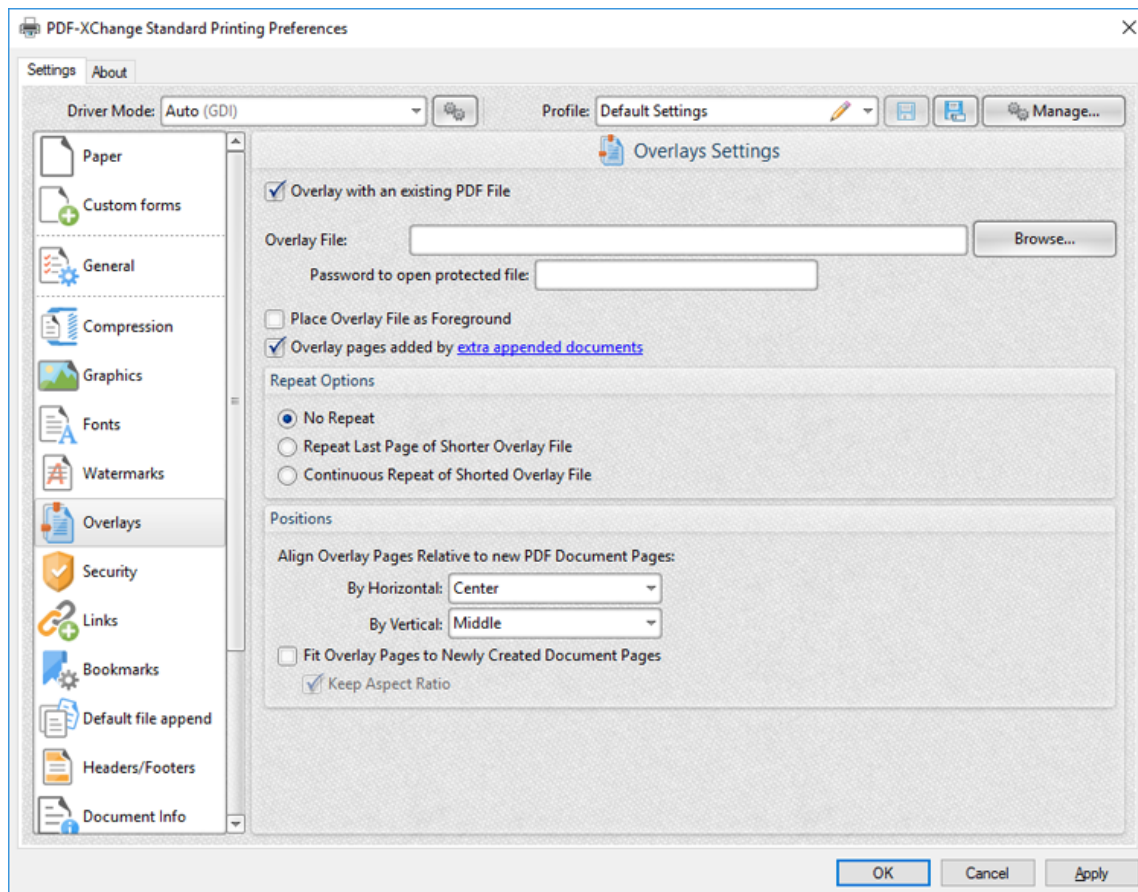 PDF-XChange Standard Printing Preferences
Settings About
Driver Mode: Auto (GDI) Profile: Default Settings Manage...
Paper
Custom forms
General
Compression
Graphics
Fonts
Watermarks
Overlays
Security
Links
Bookmarks
Default file append
Headers/Footers
Document Info
Overlays Settings
Overlay with an existing PDF File
Overlay File: Browse...
Password to open protected file:
Place Overlay File as Foreground
Overlay pages added by extra appended documents
Repeat Options
No Repeat
Repeat Last Page of Shorter Overlay File
Continuous Repeat of Shorted Overlay File
Positions
Align Overlay Pages Relative to new PDF Document Pages:
By Horizontal: Center
By Vertical: Middle
Fit Overlay Pages to Newly Created Document Pages
Keep Aspect Ratio
OK Cancel Apply